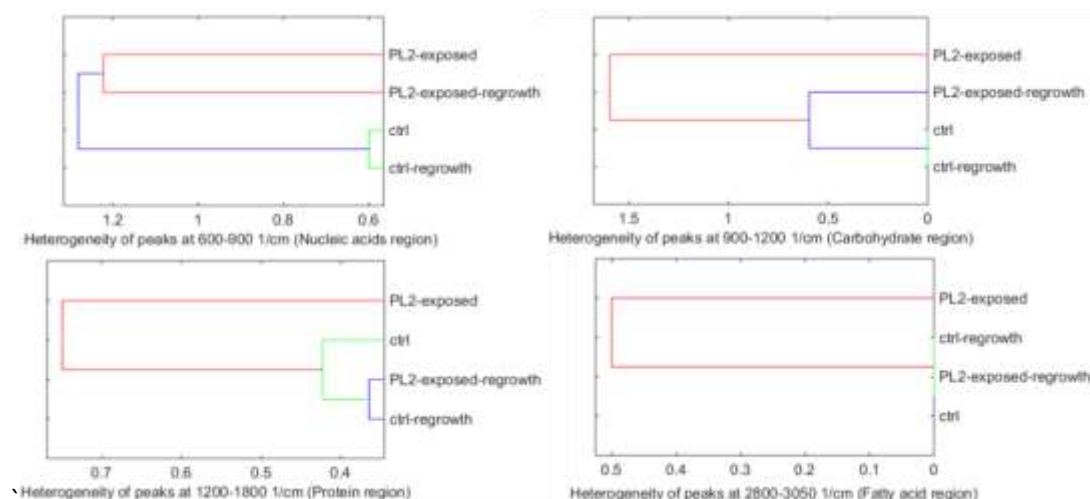 PL2-exposed
PL2-exposed-regrowth
ctrl
ctrl-regrowth
1.2 1 0.8 0.6
Heterogeneity of peaks at 600-900 1/cm (Nucleic acids region)
PL2-exposed
PL2-exposed-regrowth
ctrl
ctrl-regrowth
1.5 1 0.5 0
Heterogeneity of peaks at 900-1200 1/cm (Carbohydrate region)
PL2-exposed
ctrl
PL2-exposed-regrowth
ctrl-regrowth
0.7 0.6 0.5 0.4
Heterogeneity of peaks at 1200-1800 1/cm (Protein region)
PL2-exposed
ctrl-regrowth
PL2-exposed-regrowth
ctrl
0.5 0.4 0.3 0.2 0.1 0
Heterogeneity of peaks at 2800-3050 1/cm (Fatty acid region)